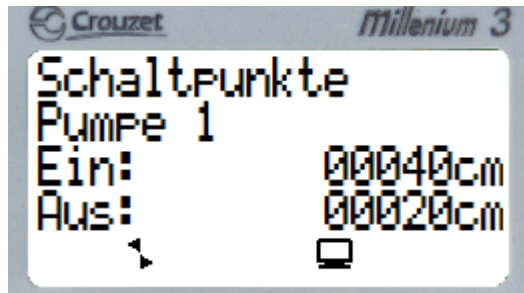 Crouzet Millenium 3
Schaltpunkte
Pumpe 1
Ein: 00040cm
Aus: 00020cm